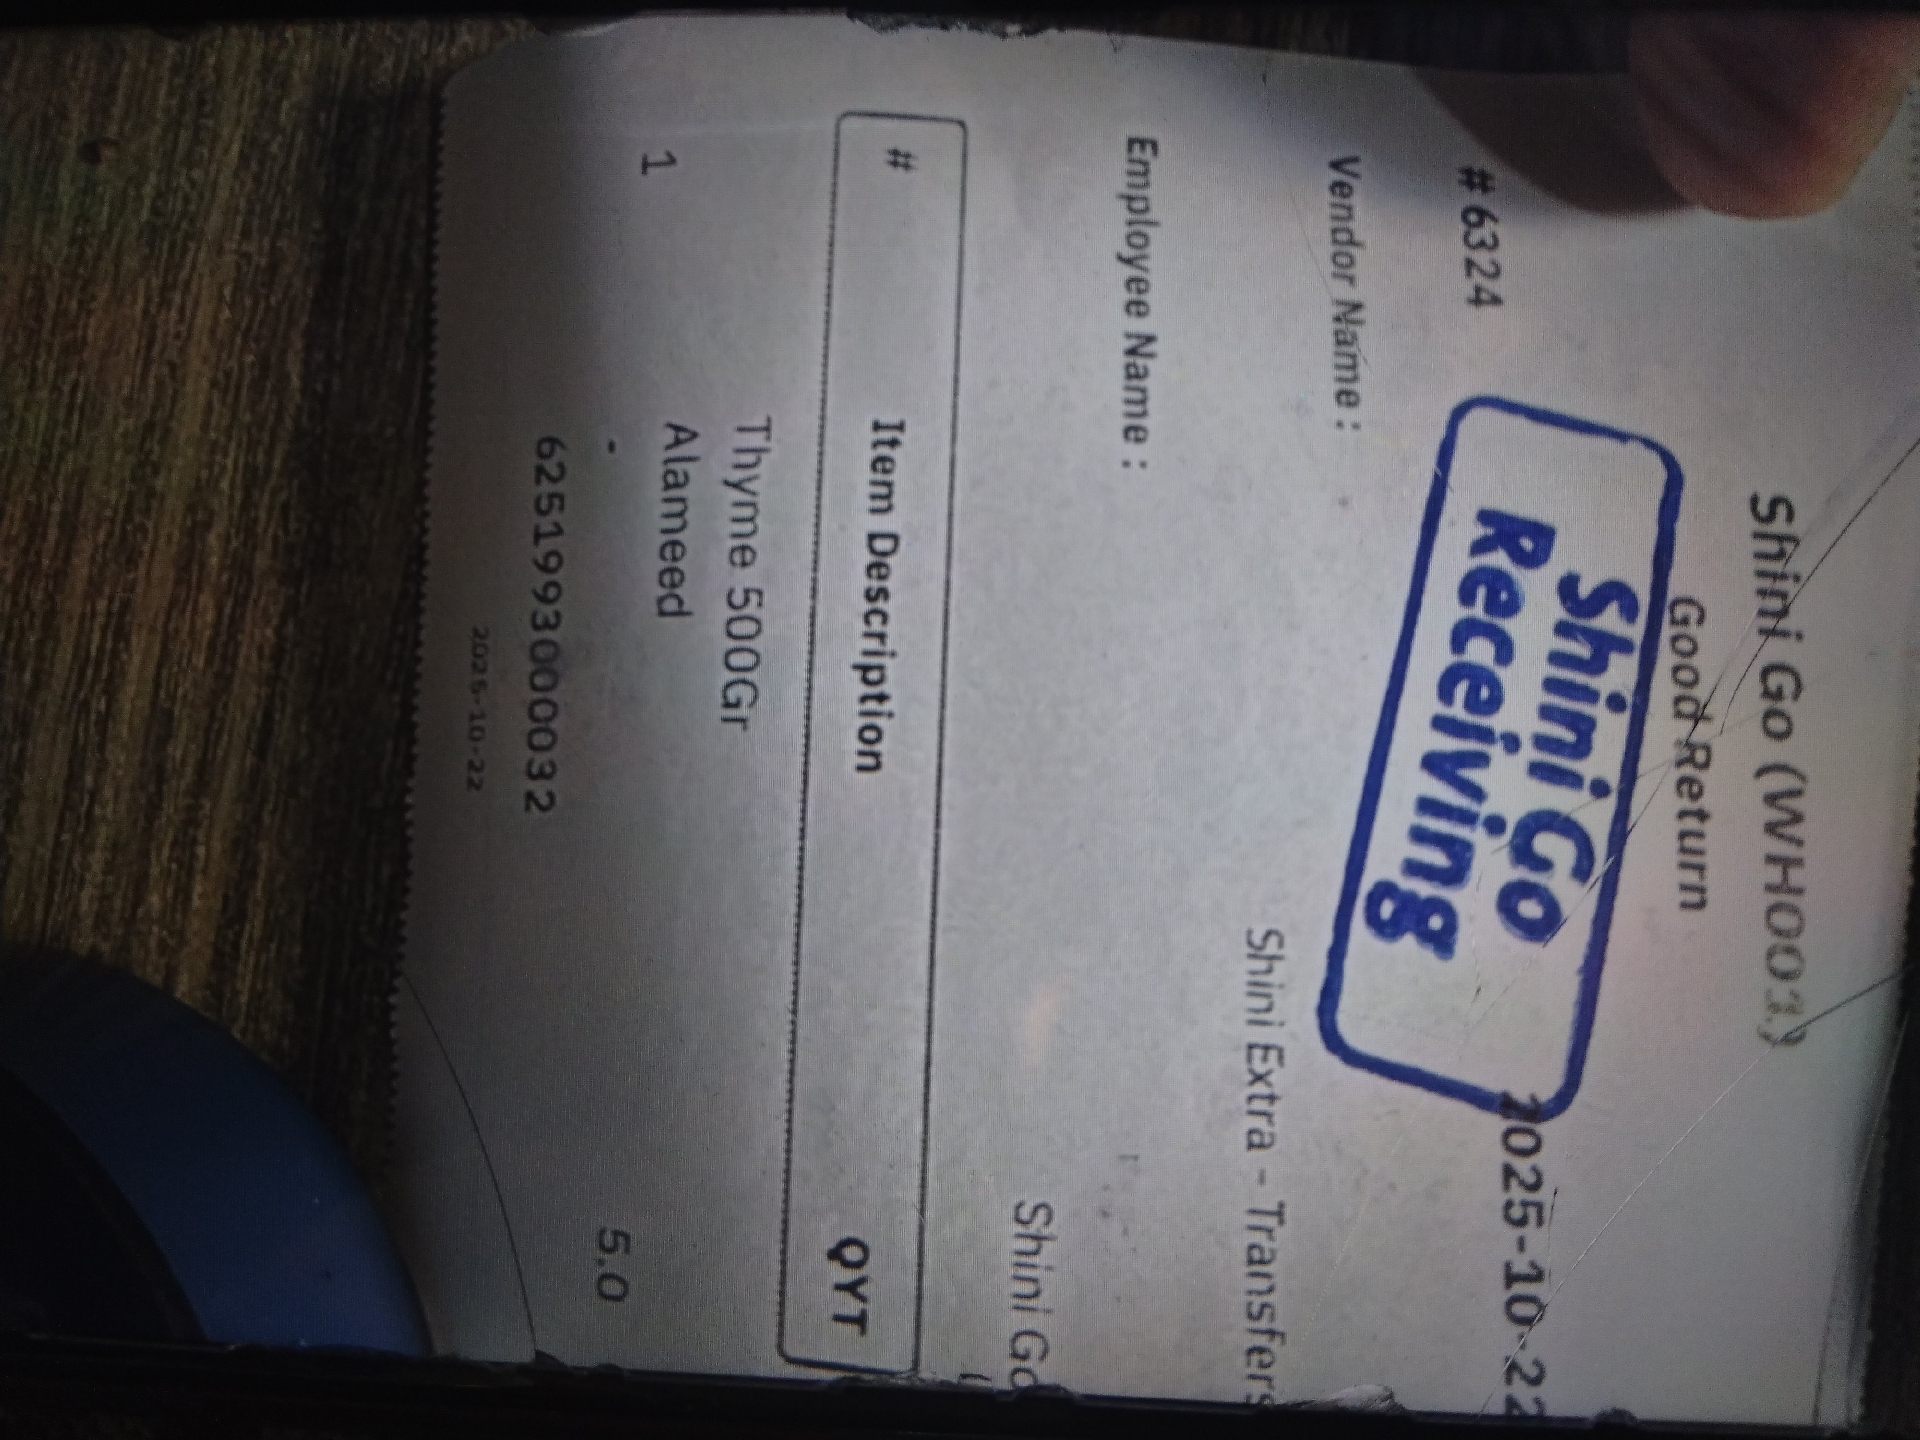 Shini Go (WH003)
Good Return
#6324
2025-10-22
Shini Go
Receiving
Vendor Name :
Shini Extra - Transfers
Employee Name :
Shini Go
# Item Description QYT
1 Thyme 500Gr
Alameed
- 5.0
6251993000032
2025-10-22